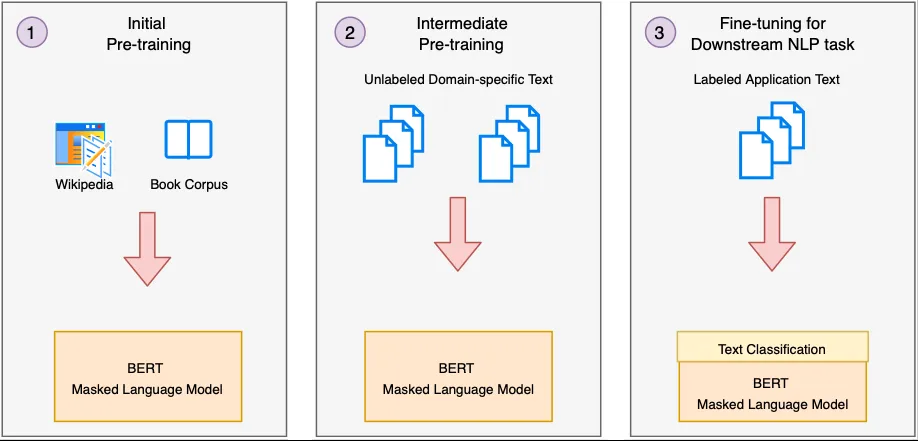 1
Initial
Pre-training
Wikipedia
Book Corpus
BERT
Masked Language Model
2
Intermediate
Pre-training
Unlabeled Domain-specific Text
BERT
Masked Language Model
3
Fine-tuning for
Downstream NLP task
Labeled Application Text
Text Classification
BERT
Masked Language Model